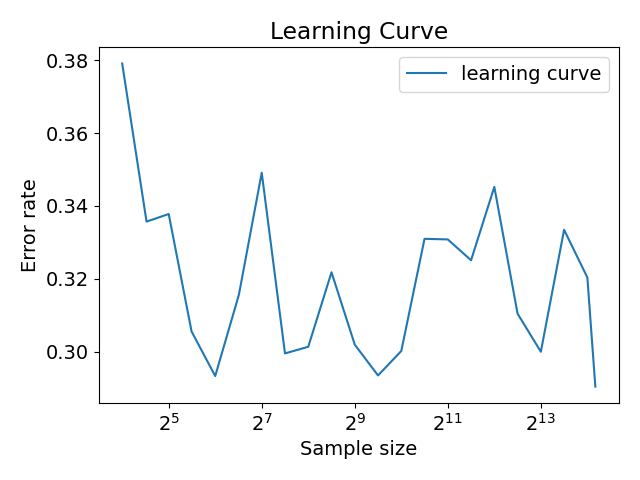 Learning Curve
learning curve
Error rate
0.38
0.36
0.34
0.32
0.30
2^5 2^7 2^9 2^11 2^13
Sample size